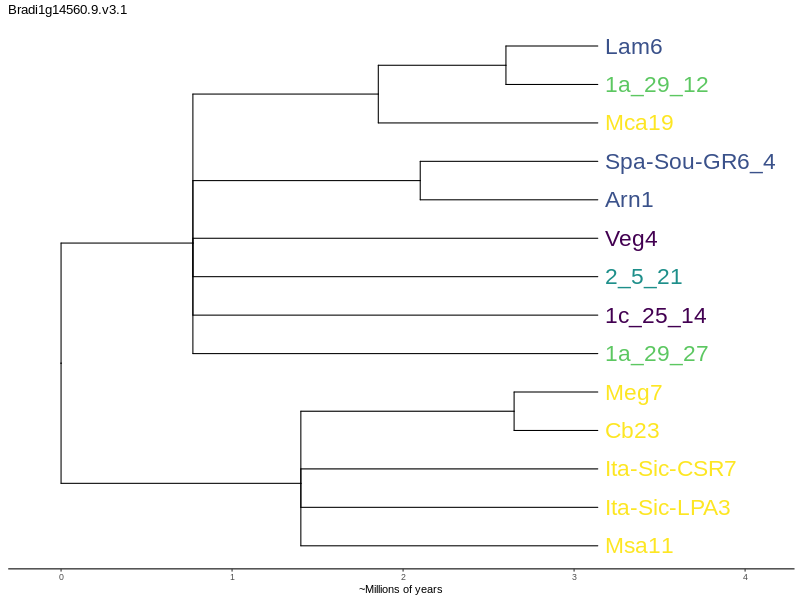 Bradi1g14560.9.v3.1
Lam6
1a_29_12
Mca19
Spa-Sou-GR6_4
Arn1
Veg4
2_5_21
1c_25_14
1a_29_27
Meg7
Cb23
Ita-Sic-CSR7
Ita-Sic-LPA3
Msa11
0 1 2 3 4
~Millions of years